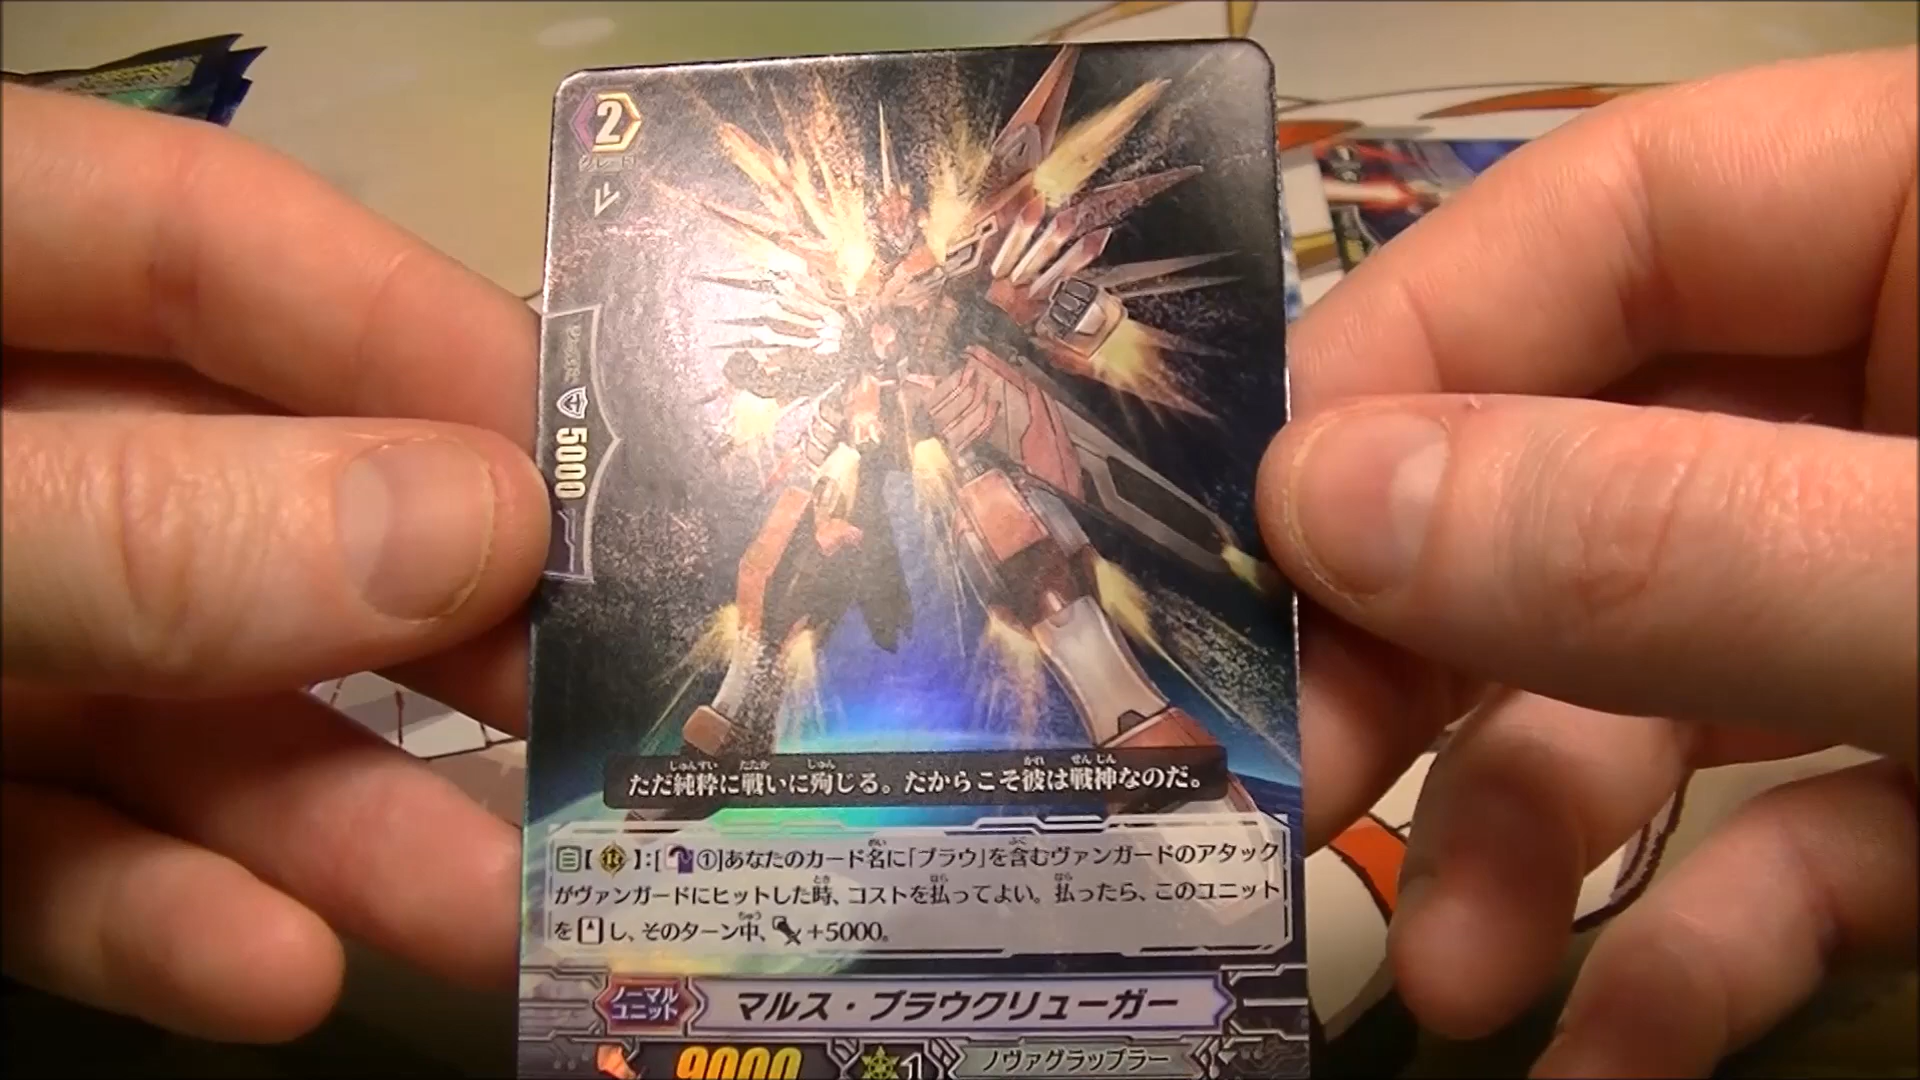 2
グレード
5000
ただ純粋に戦いに殉じる。だからこそ彼は戦神なのだ。
【 R 】:[ ①]あなたのカード名に「ブラウ」を含むヴァンガードのアタック
がヴァンガードにヒットした時、コストを払ってよい。払ったら、このユニット
を し、そのターン中、 +5000。
ノーマル
ユニット
マルス・ブラウクリューガー
9000
1
ノヴァグラップラー